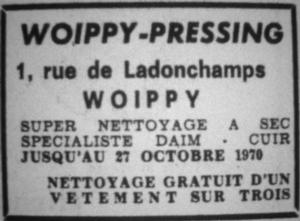 WOIPPY-PRESSING
1, rue de Ladonchamps
WOIPPY
SUPER NETTOYAGE A SEC
SPECIALISTE DAIM - CUIR
JUSQU'AU 27 OCTOBRE 1970
NETTOYAGE GRATUIT D'UN
VETEMENT SUR TROIS